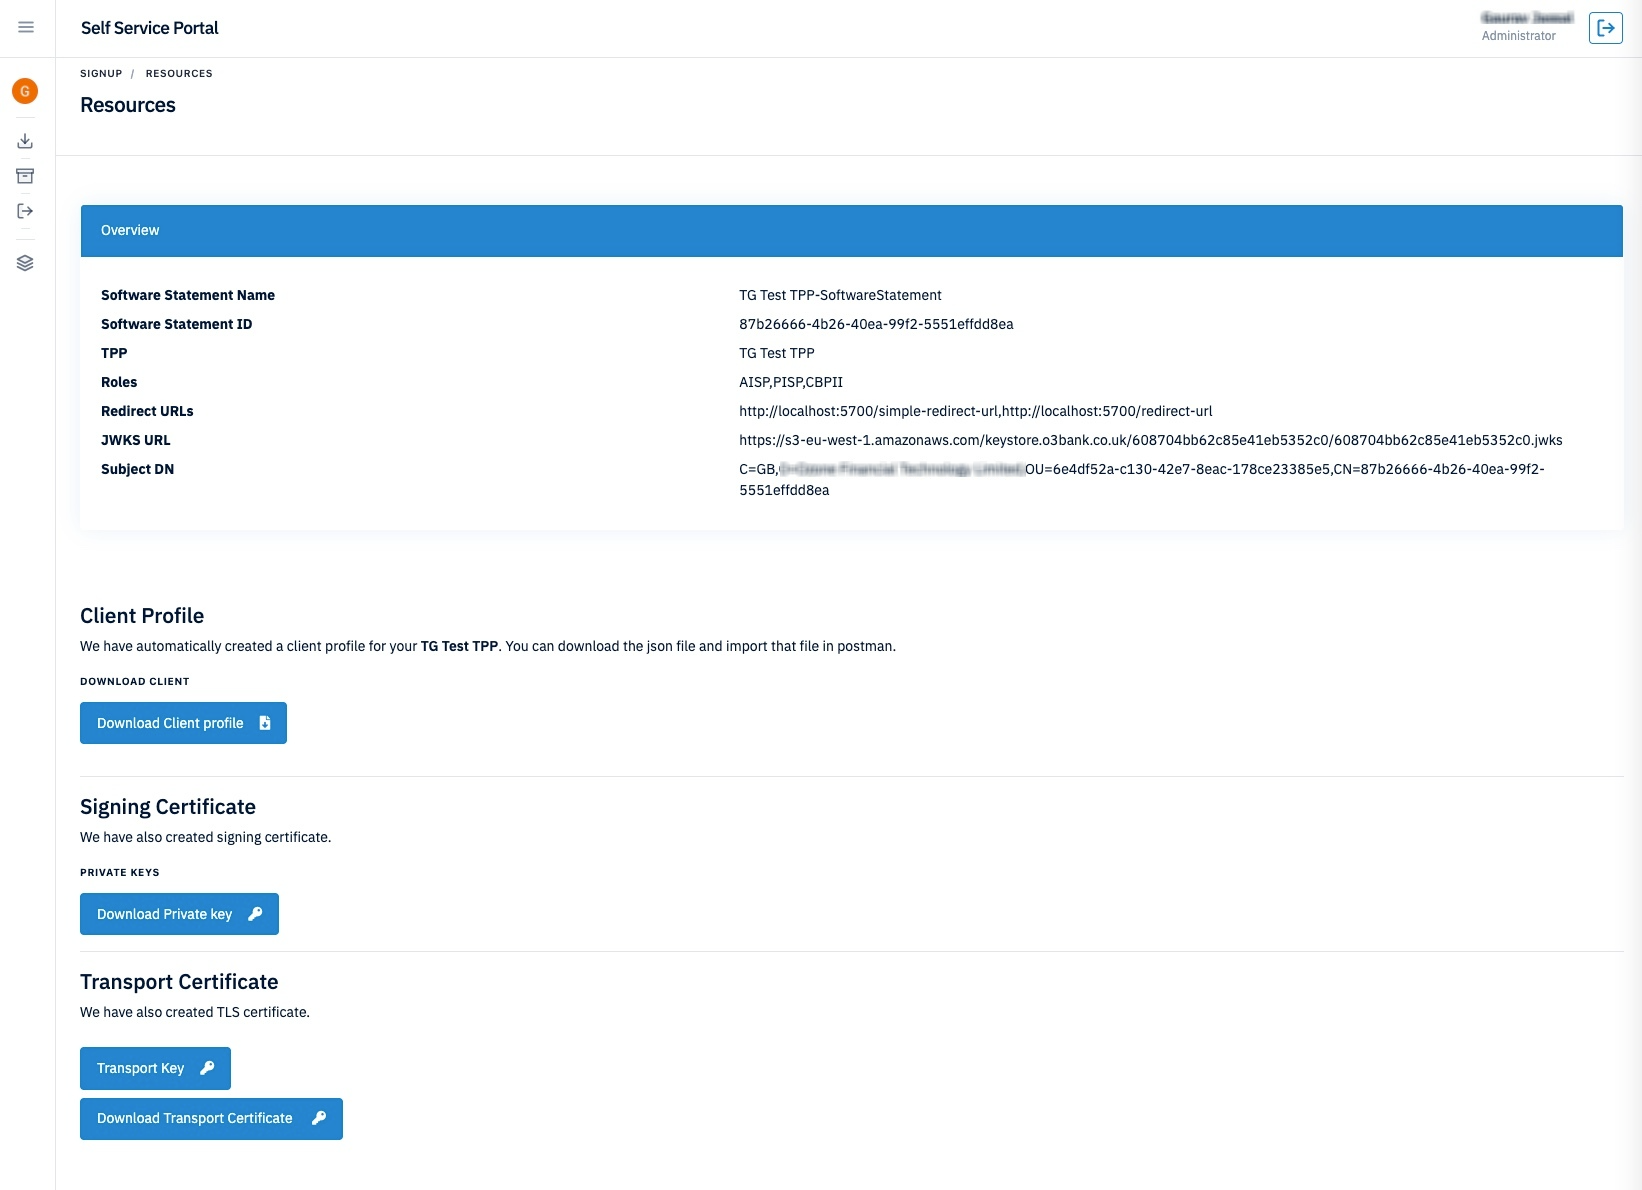 Self Service Portal
Administrator
G
SIGNUP / RESOURCES
Resources
Overview
Software Statement Name TG Test TPP-SoftwareStatement
Software Statement ID 87b26666-4b26-40ea-99f2-5551effdd8ea
TPP TG Test TPP
Roles AISP,PISP,CBPII
Redirect URLs http://localhost:5700/simple-redirect-url,http://localhost:5700/redirect-url
JWKS URL https://s3-eu-west-1.amazonaws.com/keystore.o3bank.co.uk/608704bb62c85e41eb5352c0/608704bb62c85e41eb5352c0.jwks
Subject DN C=GB, OU=6e4df52a-c130-42e7-8eac-178ce23385e5,CN=87b26666-4b26-40ea-99f2-
5551effdd8ea
Client Profile
We have automatically created a client profile for your TG Test TPP. You can download the json file and import that file in postman.
DOWNLOAD CLIENT
Download Client profile
Signing Certificate
We have also created signing certificate.
PRIVATE KEYS
Download Private key
Transport Certificate
We have also created TLS certificate.
Transport Key
Download Transport Certificate